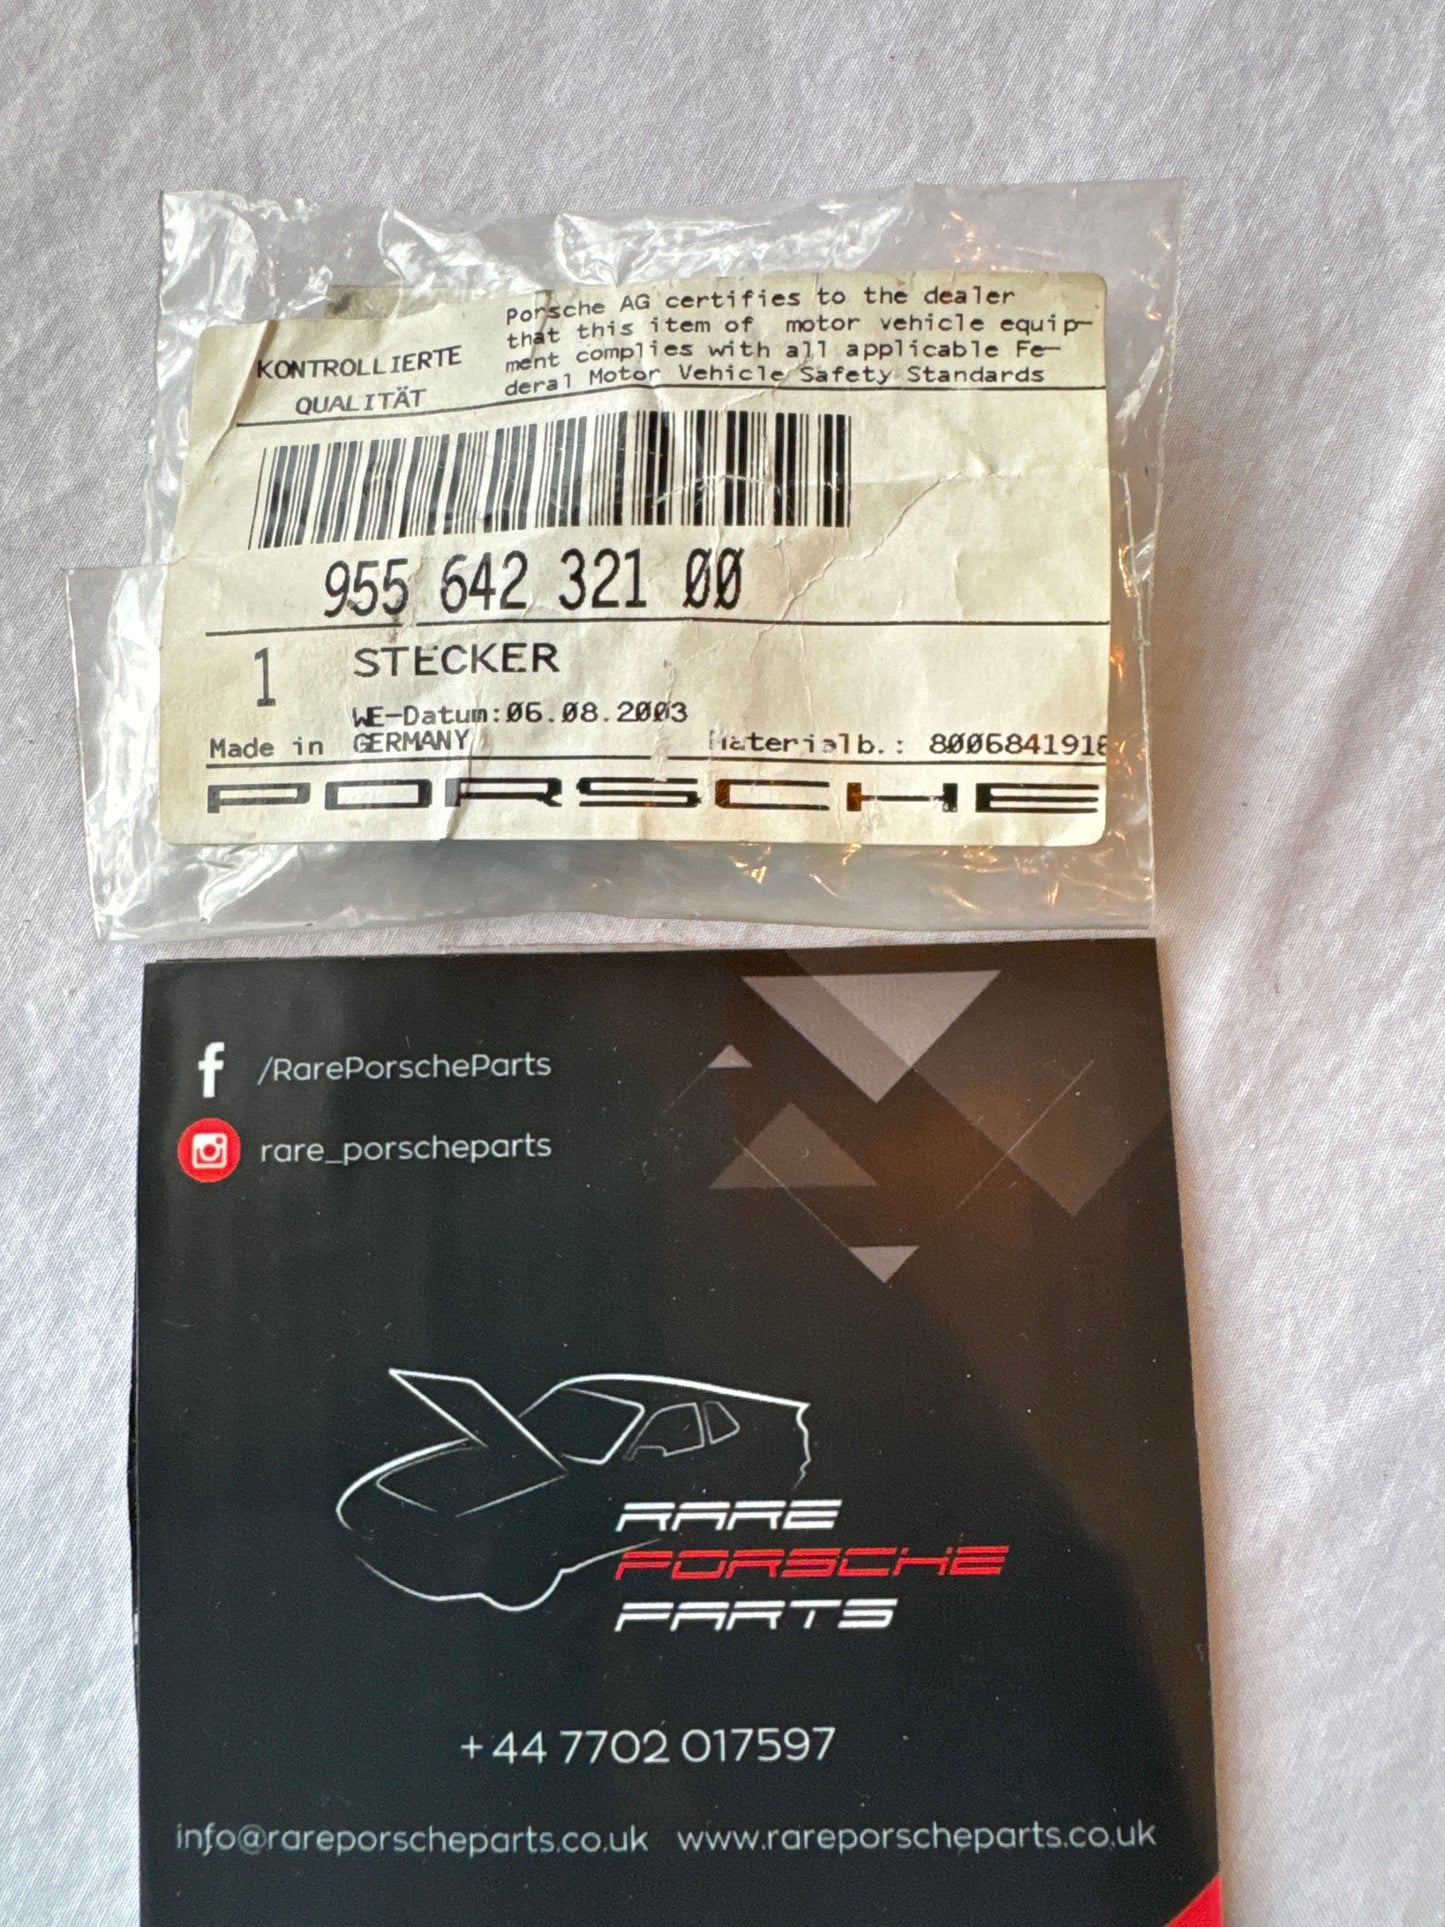 KONTROLLIERTE
QUALITÄT
Porsche AG certifies to the dealer
that this item of motor vehicle equip-
ment complies with all applicable Fe-
deral Motor Vehicle Safety Standards
955 642 321 00
1 STECKER
WE-Datum:06.08.2003
Made in GERMANY Materialb.: 8006841918
PORSCHE
f /RarePorscheParts
rare_porscheparts
RARE
PORSCHE
PARTS
+44 7702 017597
info@rareporscheparts.co.uk www.rareporscheparts.co.uk